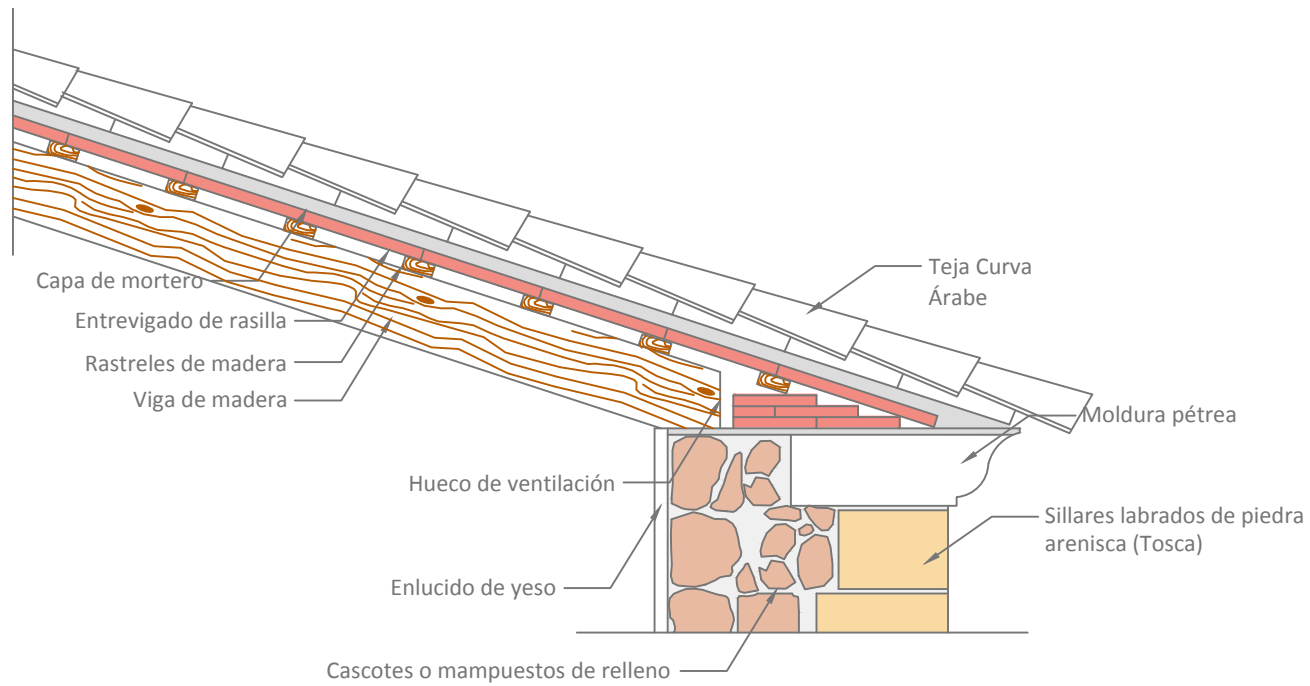 Teja Curva
Árabe
Capa de mortero
Entrevigado de rasilla
Rastreles de madera
Viga de madera
Moldura pétrea
Hueco de ventilación
Sillares labrados de piedra
arenisca (Tosca)
Enlucido de yeso
Cascotes o mampuestos de relleno